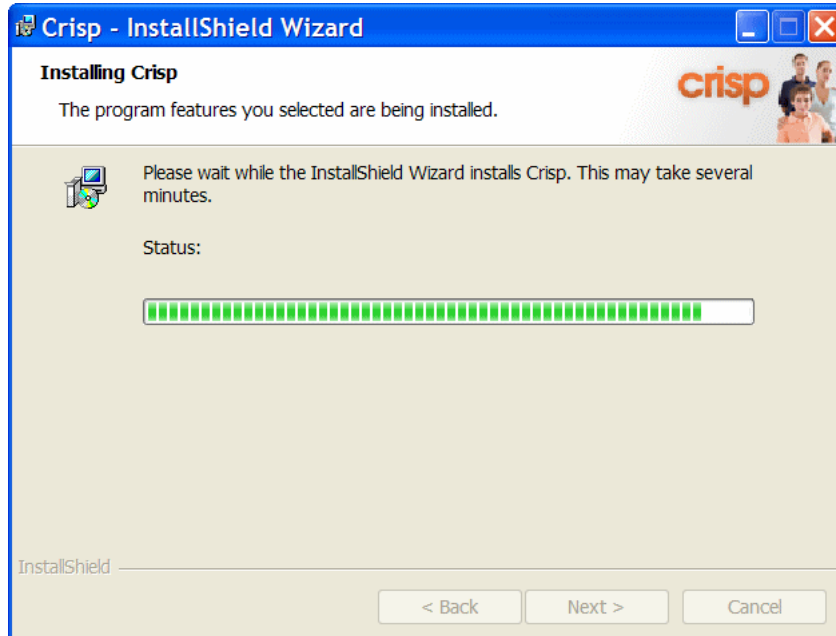 Crisp - InstallShield Wizard
Installing Crisp
The program features you selected are being installed.
crisp
Please wait while the InstallShield Wizard installs Crisp. This may take several
minutes.
Status:
InstallShield
< Back
Next >
Cancel